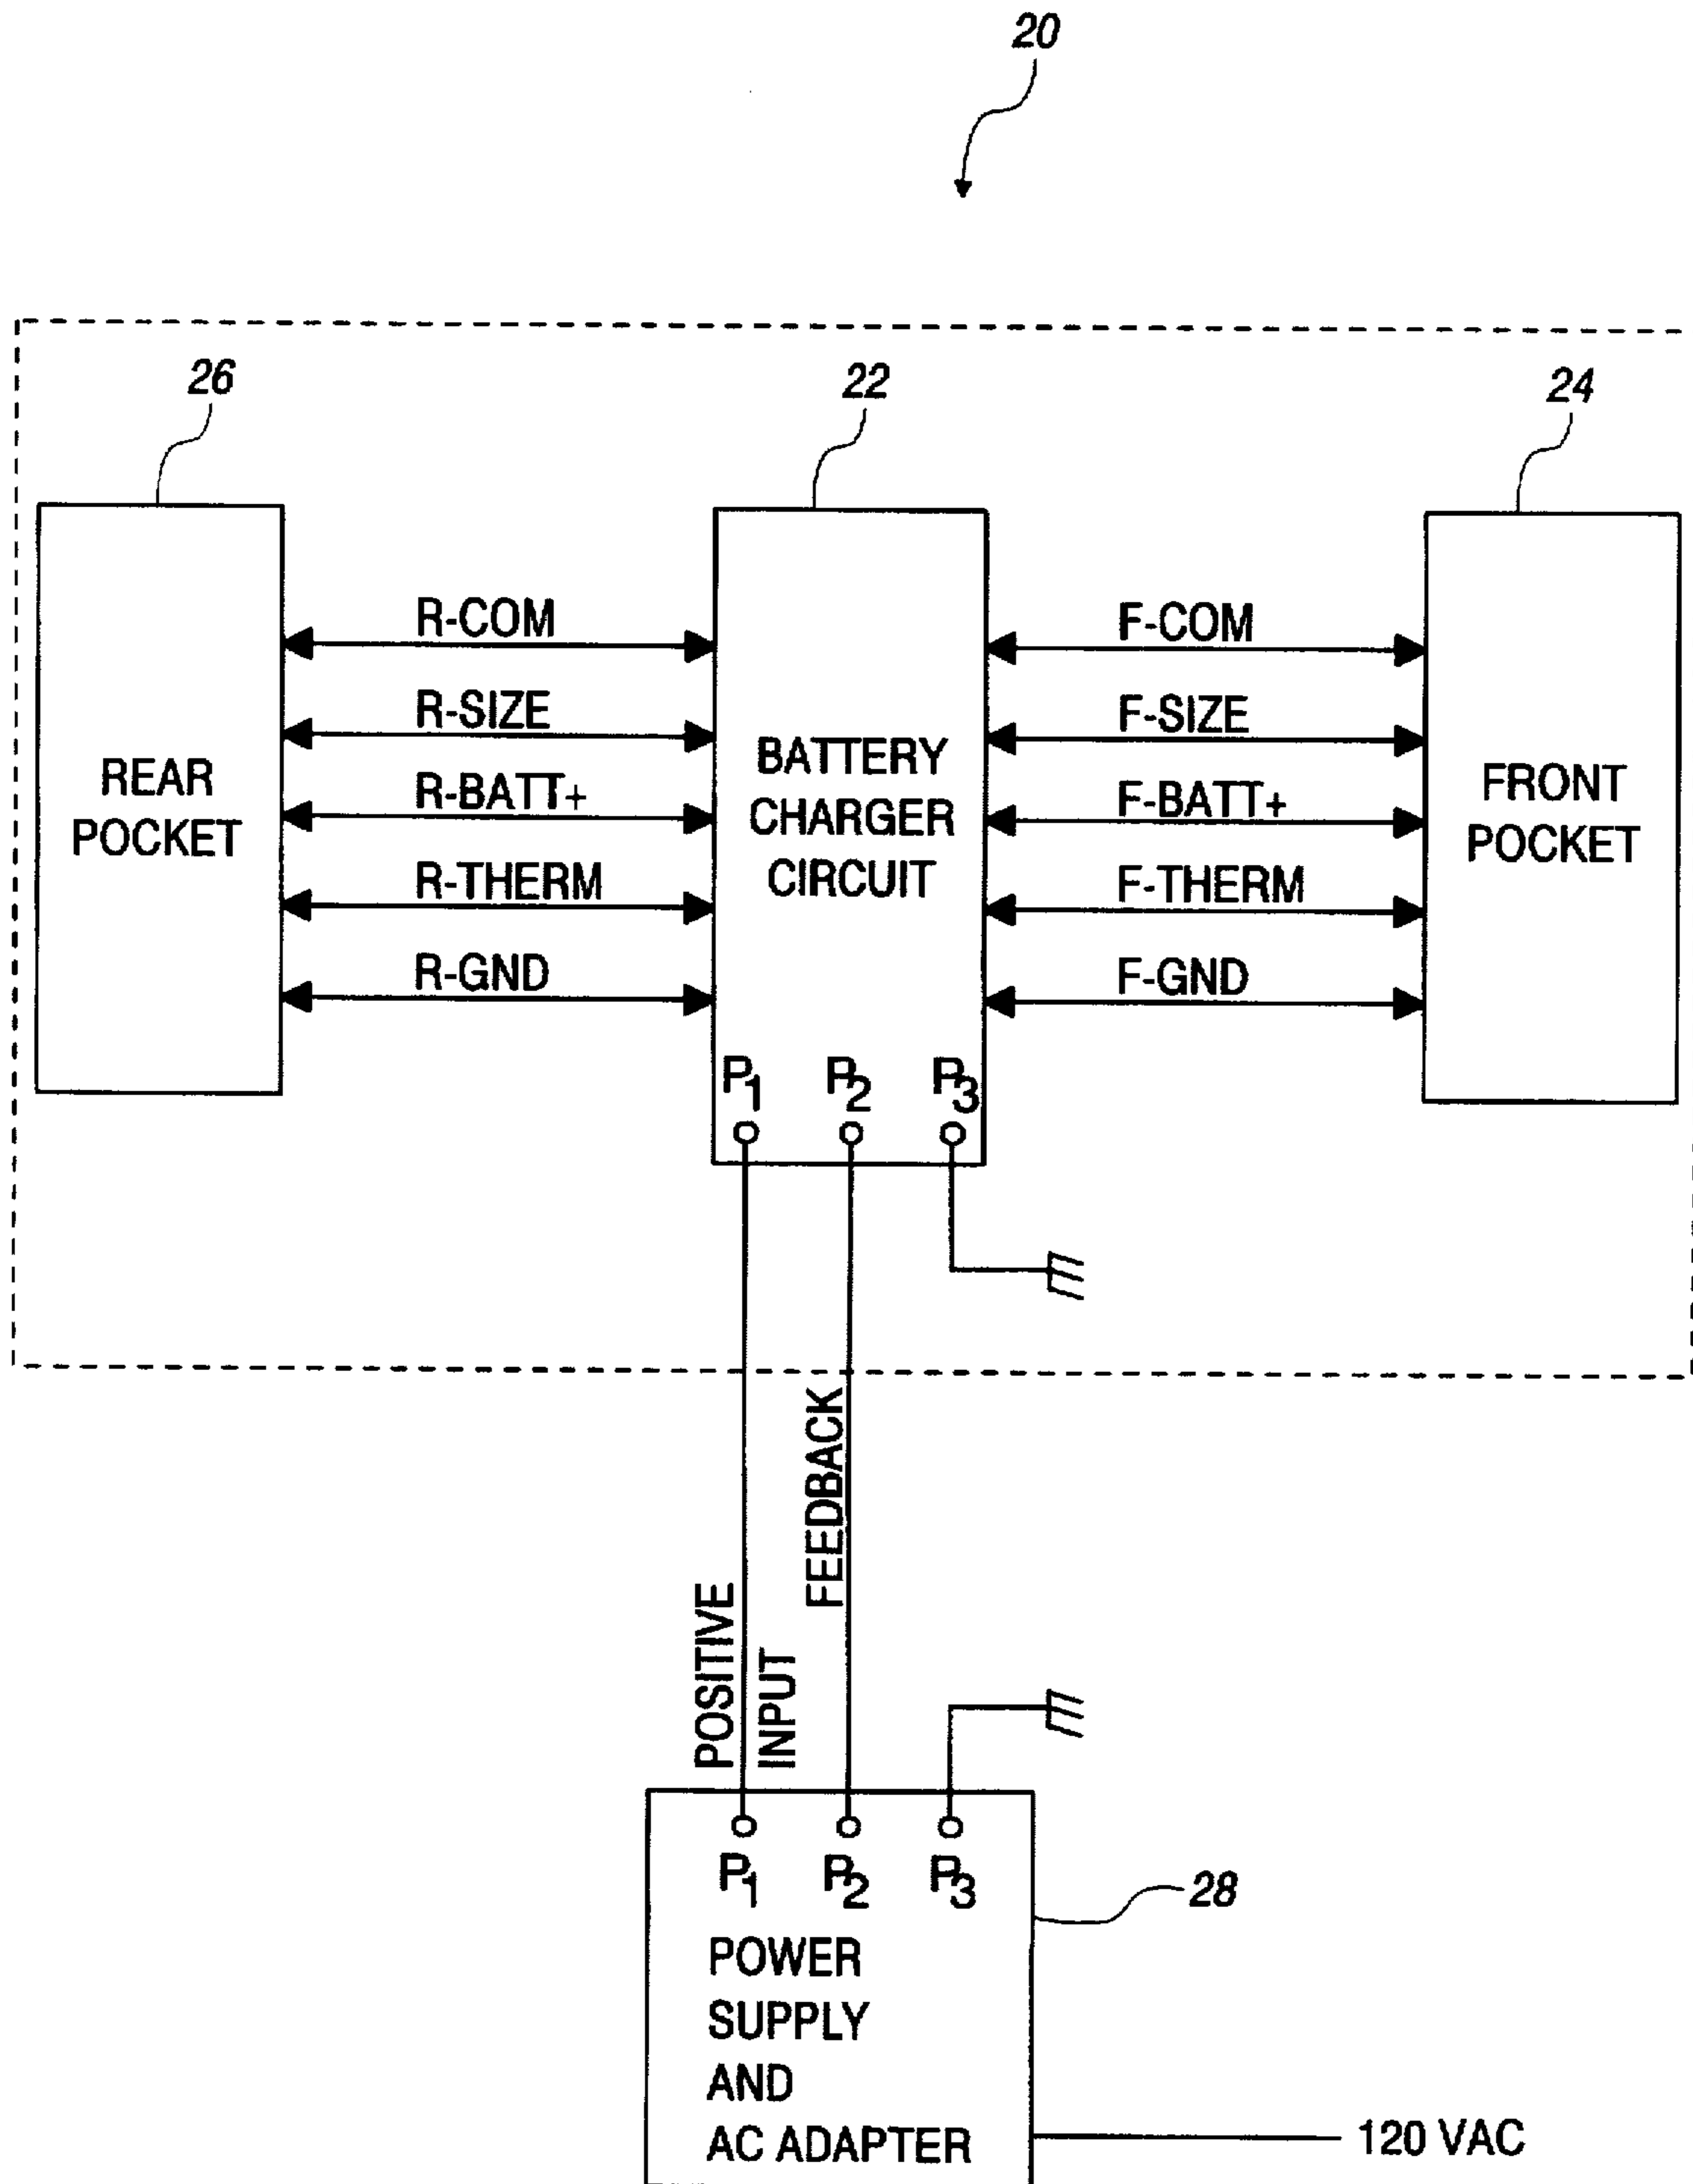 20
26
22
24
R-COM
F-COM
R-SIZE
F-SIZE
R-BATT+
F-BATT+
R-THERM
F-THERM
R-GND
F-GND
REAR
POCKET
BATTERY
CHARGER
CIRCUIT
FRONT
POCKET
P1 P2 P3
POSITIVE
INPUT
FEEDBACK
P1 P2 P3
28
POWER
SUPPLY
AND
AC ADAPTER
120 VAC